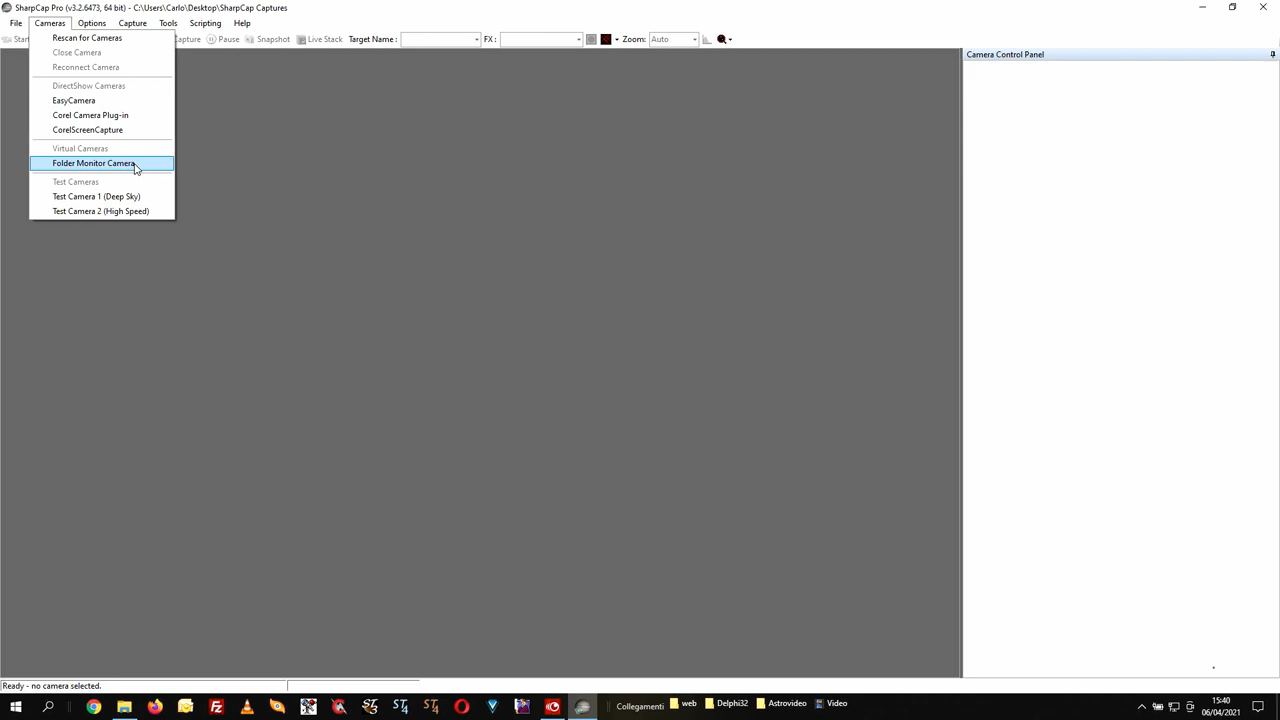 SharpCap Pro (v3.2.6473, 64 bit) - C:\Users\Carlo\Desktop\SharpCap Captures
File Cameras Options Capture Tools Scripting Help
Start Capture Pause Snapshot Live Stack Target Name : FX : Zoom: Auto
Camera Control Panel
Rescan for Cameras
Close Camera
Reconnect Camera
DirectShow Cameras
EasyCamera
Corel Camera Plug-in
CorelScreenCapture
Virtual Cameras
Folder Monitor Camera
Test Cameras
Test Camera 1 (Deep Sky)
Test Camera 2 (High Speed)
Ready - no camera selected.
Collegamenti web Delphi32 Astrovideo Video
15:40
06/04/2021